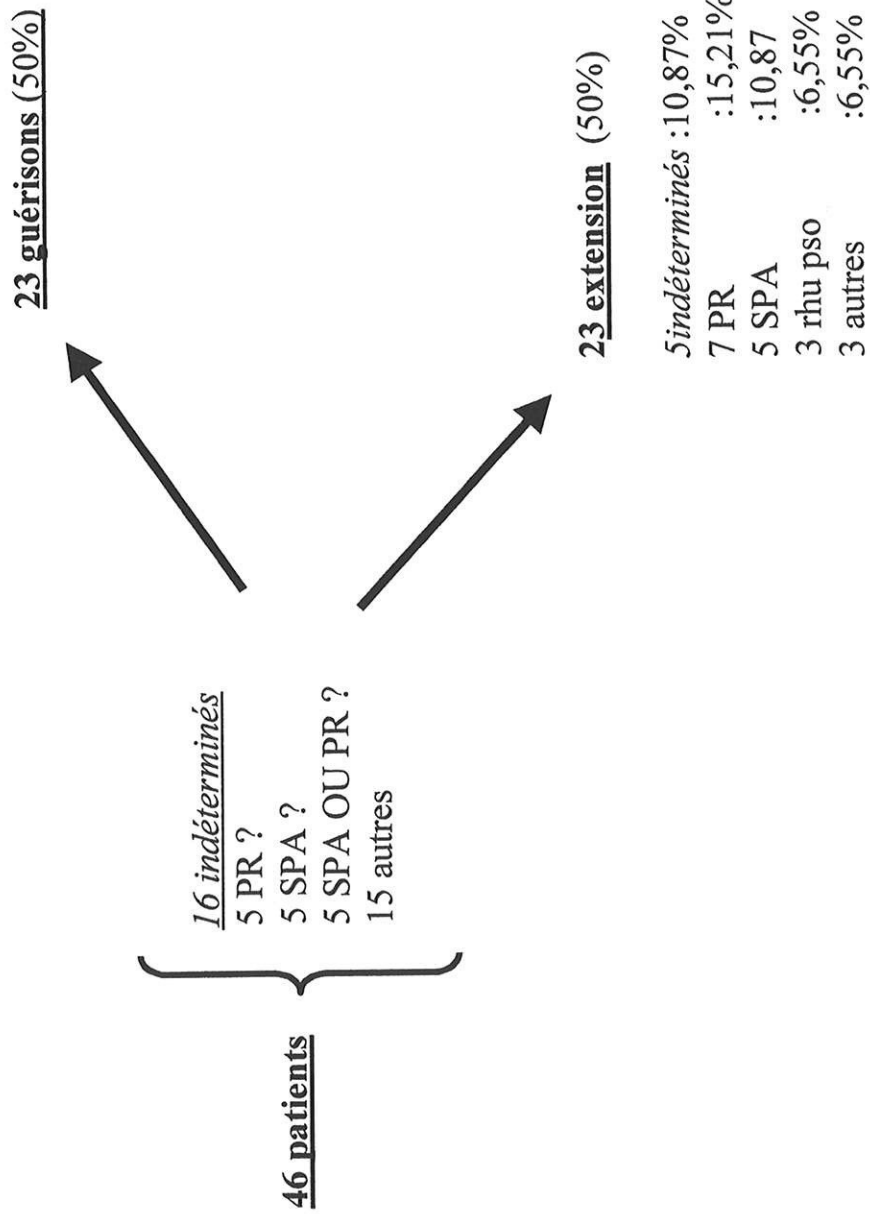 46 patients
16 indéterminés
5 PR ?
5 SPA ?
5 SPA OU PR ?
15 autres
23 guérisons (50%)
23 extension (50%)
5indéterminés :10,87%
7 PR :15,21%
5 SPA :10,87
3 rhu pso :6,55%
3 autres :6,55%